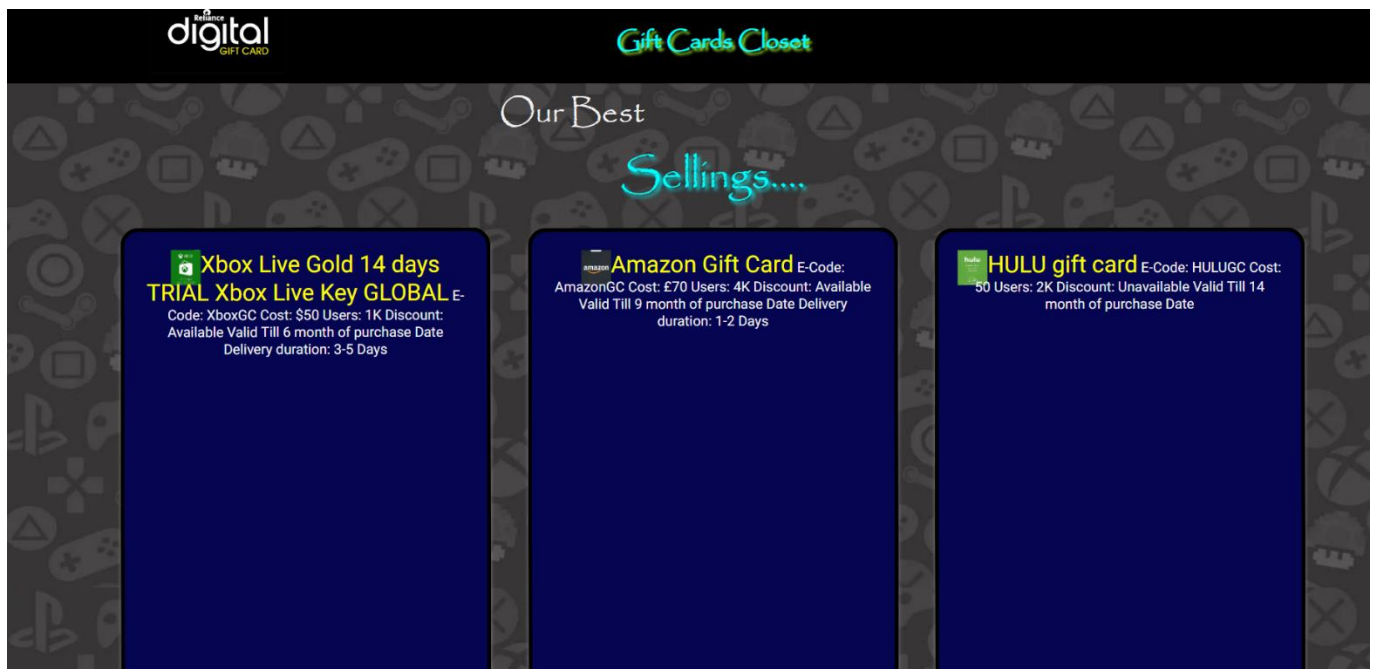 Reliance
digital
GIFT CARD
Gift Cards Closet
Our Best
Sellings....
Xbox Live Gold 14 days
TRIAL Xbox Live Key GLOBAL E-
Code: XboxGC Cost: $50 Users: 1K Discount:
Available Valid Till 6 month of purchase Date
Delivery duration: 3-5 Days
amazon
Amazon Gift Card E-Code:
AmazonGC Cost: £70 Users: 4K Discount: Available
Valid Till 9 month of purchase Date Delivery
duration: 1-2 Days
hulu
HULU gift card E-Code: HULUGC Cost:
50 Users: 2K Discount: Unavailable Valid Till 14
month of purchase Date